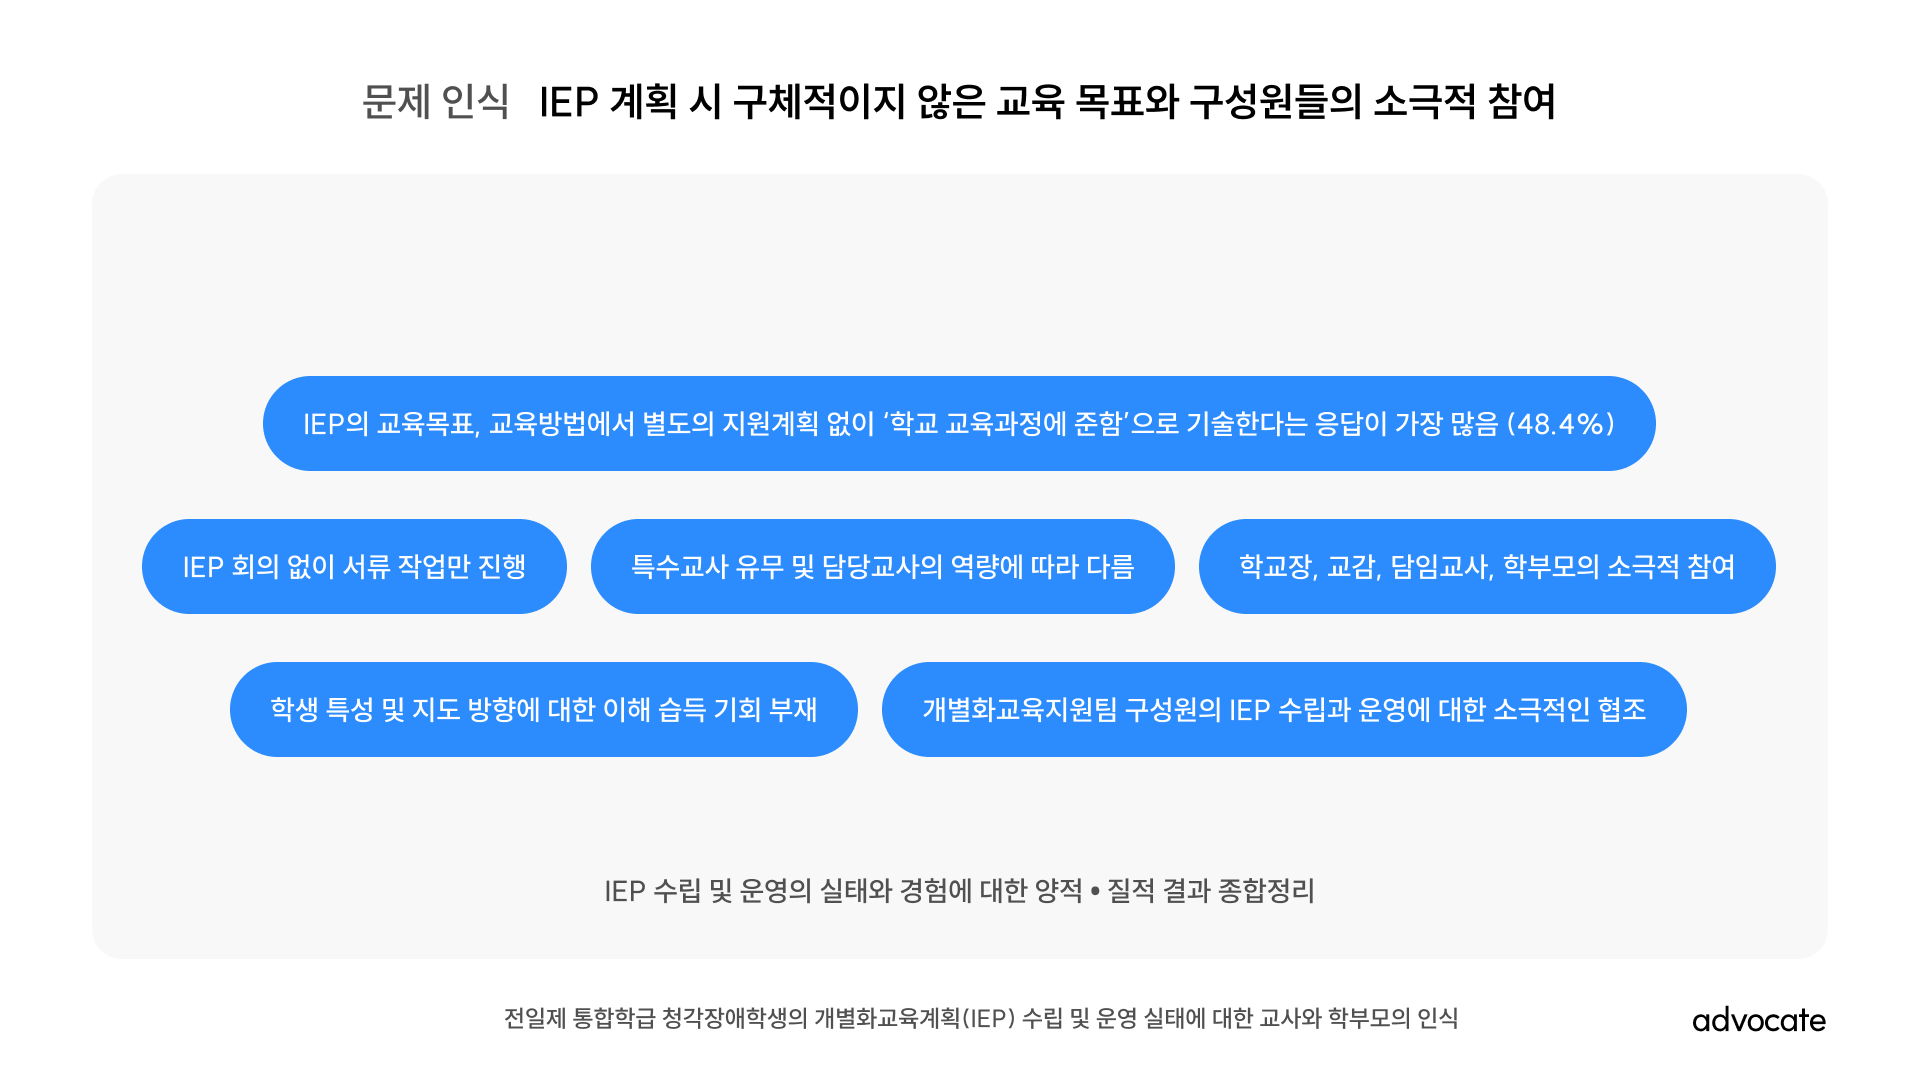 문제 인식 IEP 계획 시 구체적이지 않은 교육 목표와 구성원들의 소극적 참여
IEP의 교육목표, 교육방법에서 별도의 지원계획 없이 ‘학교 교육과정에 준함’으로 기술한다는 응답이 가장 많음 (48.4%)
IEP 회의 없이 서류 작업만 진행
특수교사 유무 및 담당교사의 역량에 따라 다름
학교장, 교감, 담임교사, 학부모의 소극적 참여
학생 특성 및 지도 방향에 대한 이해 습득 기회 부재
개별화교육지원팀 구성원의 IEP 수립과 운영에 대한 소극적인 협조
IEP 수립 및 운영의 실태와 경험에 대한 양적 • 질적 결과 종합정리
전일제 통합학급 청각장애학생의 개별화교육계획(IEP) 수립 및 운영 실태에 대한 교사와 학부모의 인식
advocate